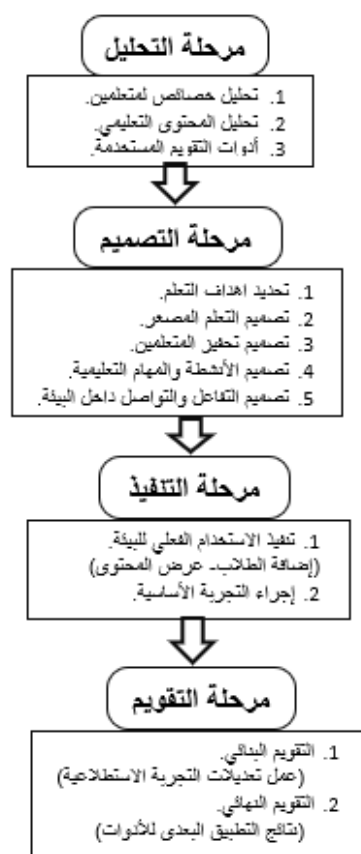 مرحلة التحليل
1. تحليل خصائص لمتعلمين.
2. تحليل المحتوى التعليمي.
3. أدوات التقويم المستخدمة.
مرحلة التصميم
1. تحديد اهداف التعلم.
2. تصميم التعلم المصغر.
3. تصميم تحفيز المتعلمين.
4. تصميم الأنشطة والمهام التعليمية.
5. تصميم التفاعل والتواصل داخل البيئة.
مرحلة التنفيذ
1. تنفيذ الاستخدام الفعلي للبيئة.
(إضافة الطلاب- عرض المحتوى)
2. إجراء التجربة الأساسية.
مرحلة التقويم
1. التقويم البنائي.
(عمل تعديلات التجربة الاستطلاعية)
2. التقويم النهائي.
(نتائج التطبيق البعدى للأدوات)